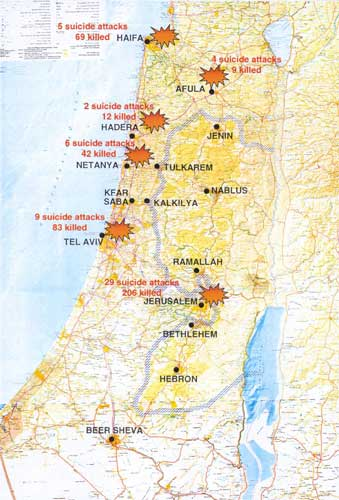 5 suicide attacks
69 killed
HAIFA
4 suicide attacks
9 killed
AFULA
2 suicide attacks
12 killed
HADERA
JENIN
6 suicide attacks
42 killed
NETANYA
TULKAREM
KFAR
SABA
KALKILYA
NABLUS
9 suicide attacks
83 killed
TEL AVIV
RAMALLAH
29 suicide attacks
206 killed
JERUSALEM
BETHLEHEM
HEBRON
BEER SHEVA